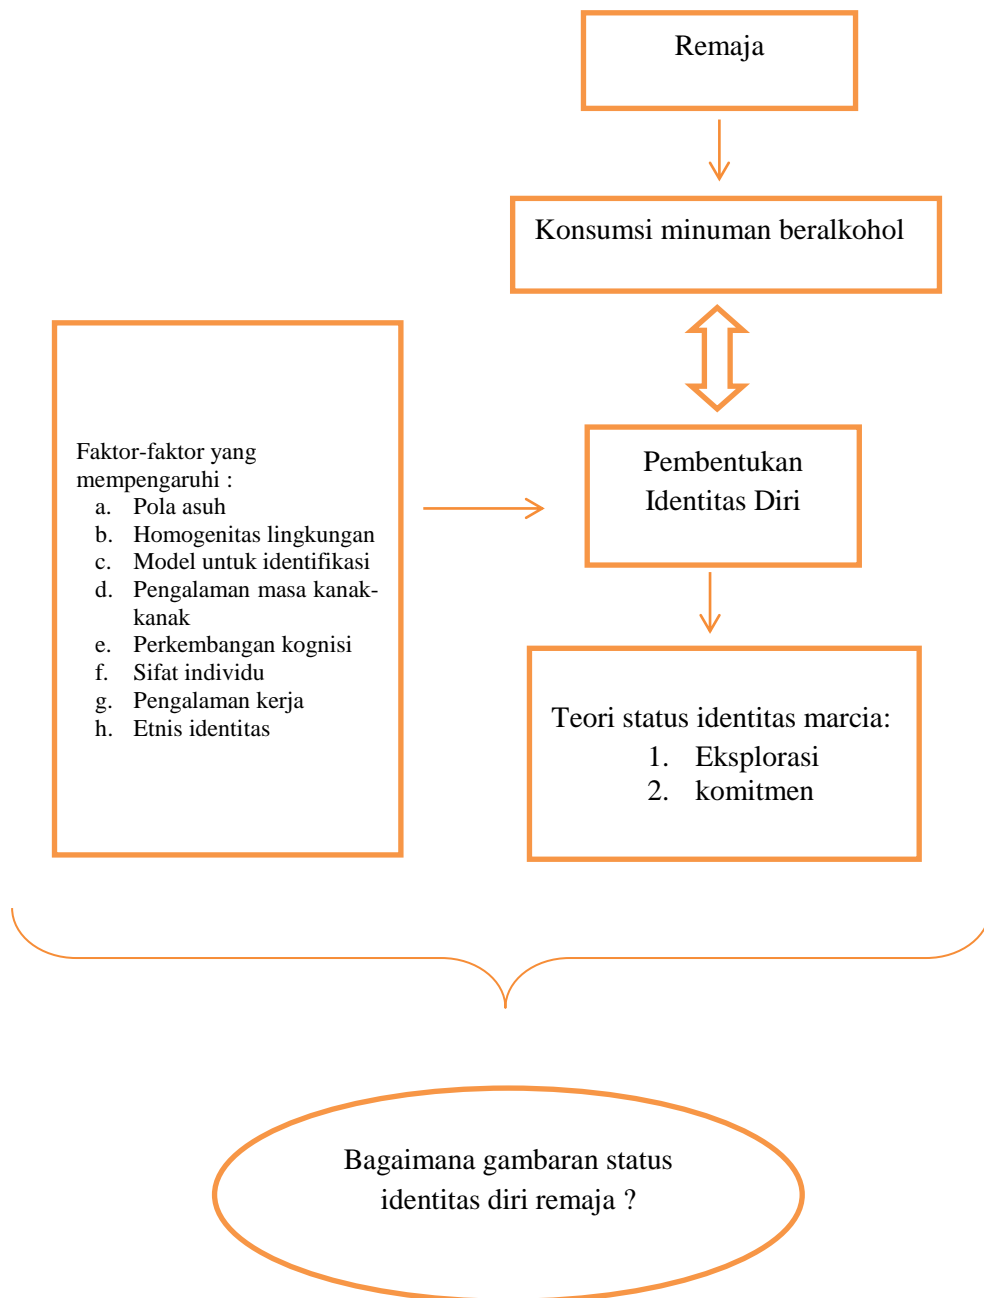 Remaja
Konsumsi minuman beralkohol
Faktor-faktor yang
mempengaruhi :
a. Pola asuh
b. Homogenitas lingkungan
c. Model untuk identifikasi
d. Pengalaman masa kanak-
kanak
e. Perkembangan kognisi
f. Sifat individu
g. Pengalaman kerja
h. Etnis identitas
Pembentukan
Identitas Diri
Teori status identitas marcia:
1. Eksplorasi
2. komitmen
Bagaimana gambaran status
identitas diri remaja ?